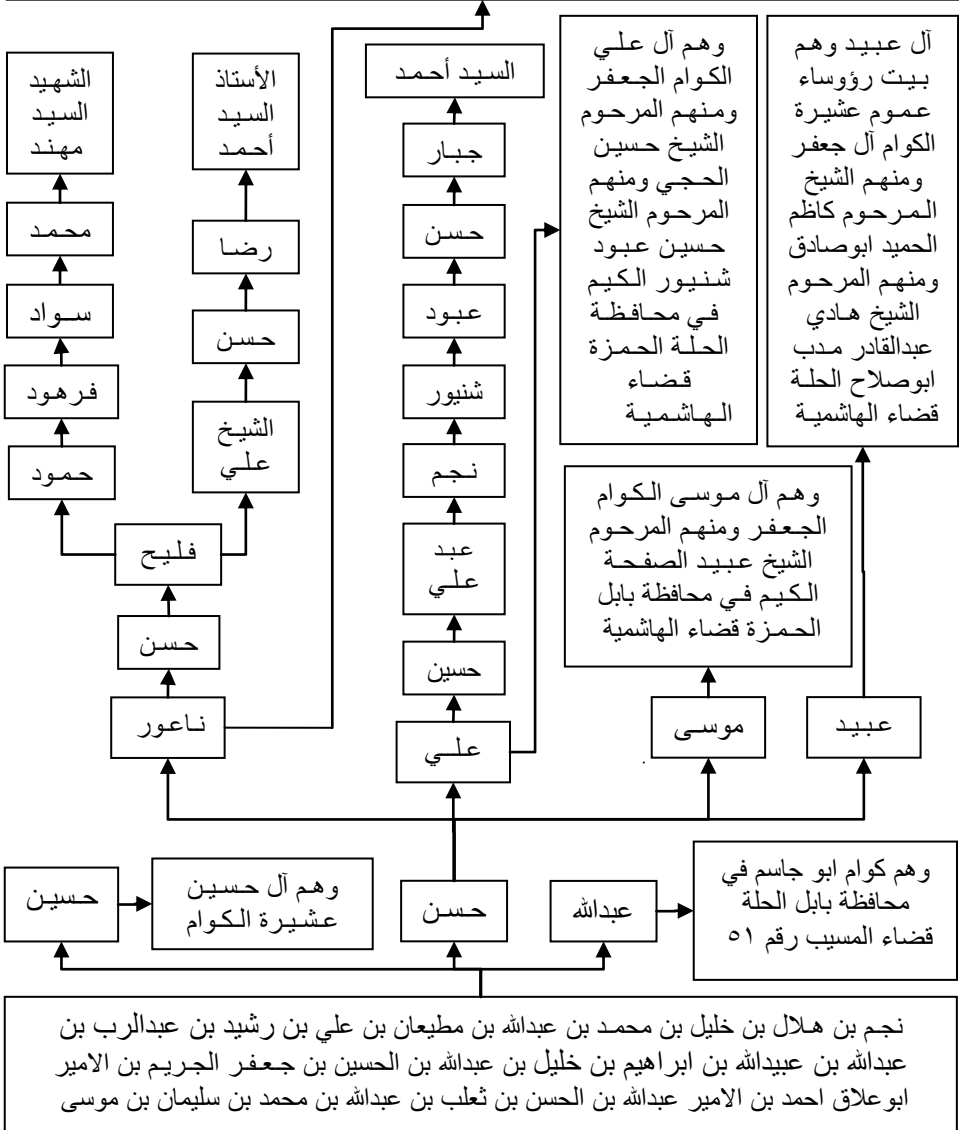 آل عبيد وهم
بيت رؤوساء
عموم عشيرة
الكوام آل جعفر
ومنهم الشيخ
المرحوم كاظم
الحميد ابوصادق
ومنهم المرحوم
الشيخ هادي
عبدالقادر مدب
ابوصلاح الحلة
قضاء الهاشمية
وهم آل علي
الكوام الجعفر
ومنهم المرحوم
الشيخ حسين
الحجي ومنهم
المرحوم الشيخ
حسين عبود
شنيور الكيم
في محافظة
الحلة الحمزة
قضاء
الهاشمية
السيد أحمد
جبار
حسن
عبود
شنيور
نجم
عبد
علي
حسين
علي
الأستاذ
السيد
أحمد
رضا
حسن
الشيخ
علي
الشهيد
السيد
مهند
محمد
سواد
فرهود
حمود
فليح
حسن
ناعور
وهم آل موسى الكوام
الجعفر ومنهم المرحوم
الشيخ عبيد الصفحة
الكيم في محافظة بابل
الحمزة قضاء الهاشمية
عبيد
موسى
وهم كوام ابو جاسم في
محافظة بابل الحلة
قضاء المسيب رقم ٥١
عبدالله
حسن
وهم آل حسين
عشيرة الكوام
حسين
نجم بن هلال بن خليل بن محمد بن عبدالله بن مطيعان بن علي بن رشيد بن عبدالرب بن
عبدالله بن عبيدالله بن ابراهيم بن خليل بن عبدالله بن الحسين بن جعفر الجريم بن الامير
ابوعلاق احمد بن الامير عبدالله بن الحسن بن ثعلب بن عبدالله بن محمد بن سليمان بن موسى